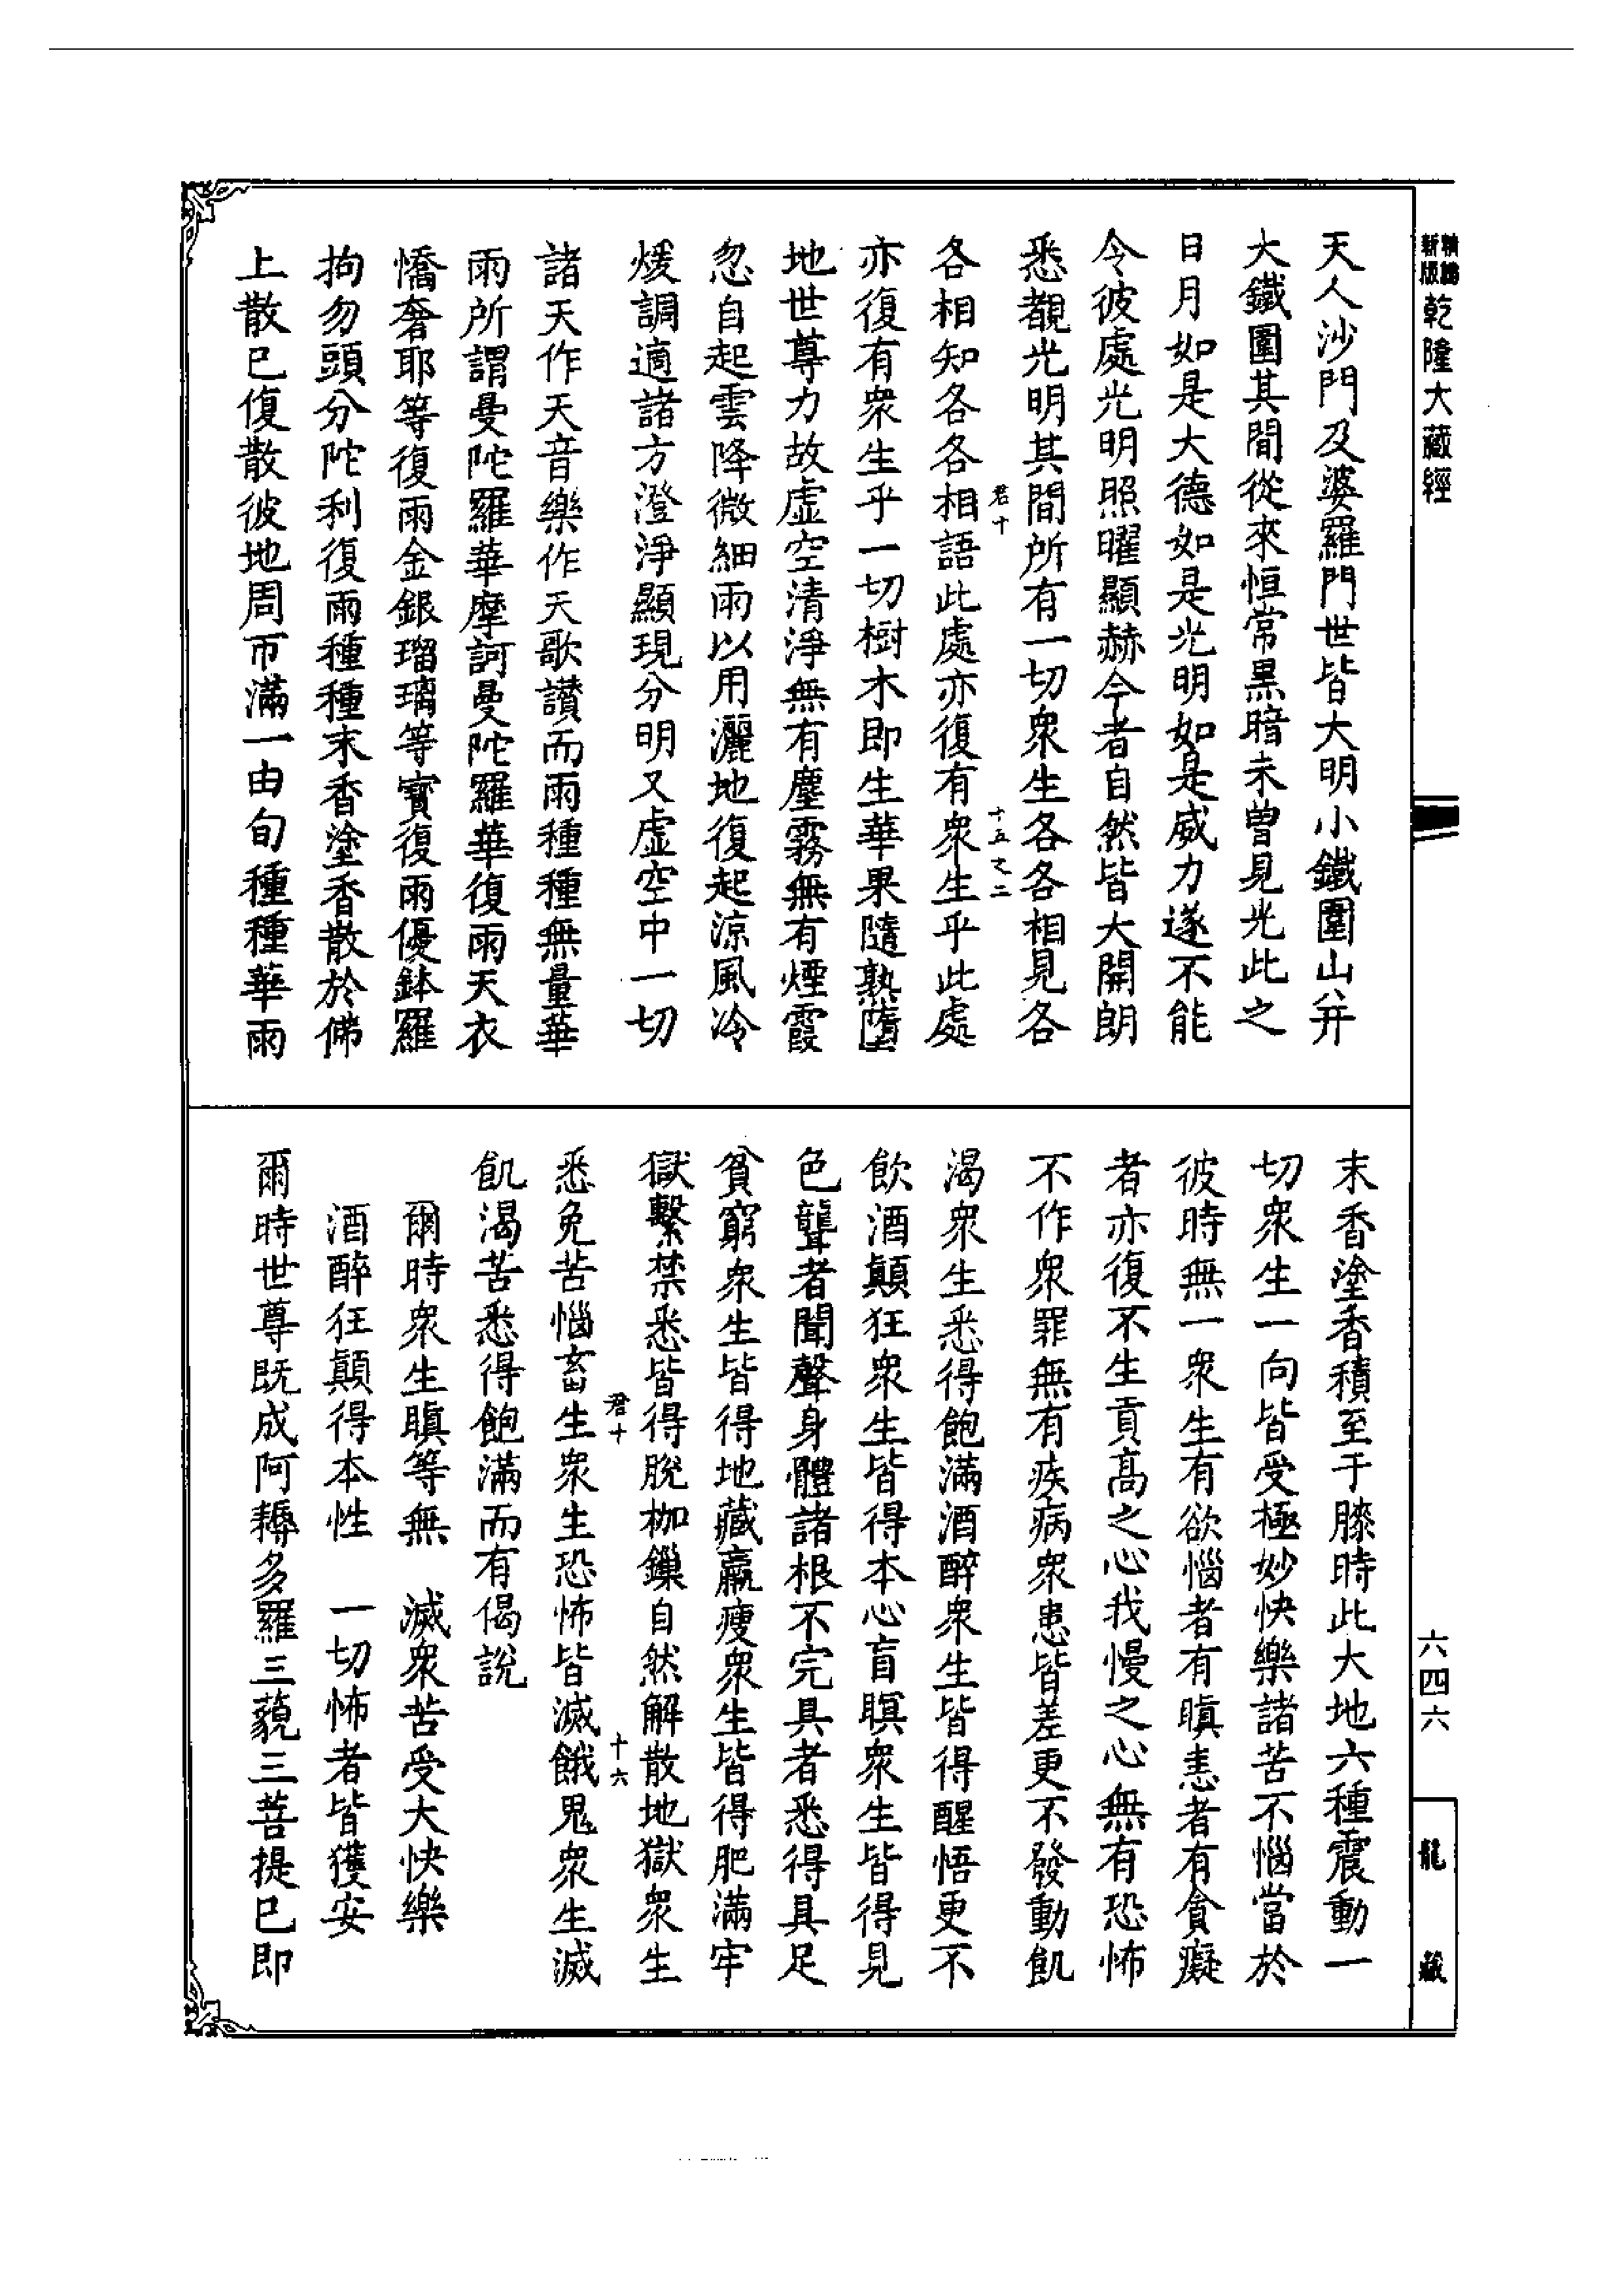 精繪新版乾隆大藏經
天人沙門及婆羅門世皆大明小鐵圍山并
大鐵圍其間從來恒常黒暗未曾見光此之
日月如是大德如是光明如是威力遂不能
令彼處光明照曜顯赫今者自然皆大開朗
悉覩光明其間所有一切衆生各各相見各
君十
十五之二
各相知各各相語此處亦復有衆生乎此處
亦復有衆生乎一切樹木即生華果隨熟墮
地世尊力故虛空清淨無有塵霧無有煙霞
忽自起雲降微細雨以用灑地復起涼風冷
煖調適諸方澄淨顯現分明又虛空中一切
諸天作天音樂作天歌讃而雨種種無量華
雨所謂曼陀羅華摩訶曼陀羅華復雨天衣
憍奢耶等復雨金銀瑠璃等寳復雨優鉢羅
拘勿頭分陀利復雨種種末香塗香散於佛
上散已復散彼地周帀滿一由旬種種華雨
末香塗香積至于膝時此大地六種震動一
切衆生一向皆受極妙快樂諸苦不惱當於
彼時無一衆生有欲惱者有瞋恚者有貪癡
者亦復不生貢高之心我慢之心無有恐怖
不作衆罪無有疾病衆患皆差更不發動飢
渴衆生悉得飽滿酒醉衆生皆得醒悟更不
飲酒顛狂衆生皆得本心盲瞑衆生皆得見
色聾者聞聲身體諸根不完具者悉得具足
貧窮衆生皆得地藏羸瘦衆生皆得肥滿牢
獄繫禁悉皆得脫枷鏁自然解散地獄衆生
君十
十六
悉免苦惱畜生衆生恐怖皆滅餓鬼衆生滅
飢渴苦悉得飽滿而有偈說
爾時衆生瞋等無　滅衆苦受大快樂
酒醉狂顛得本性　一切怖者皆獲安
爾時世尊既成阿耨多羅三藐三菩提已即
六四六
龍藏